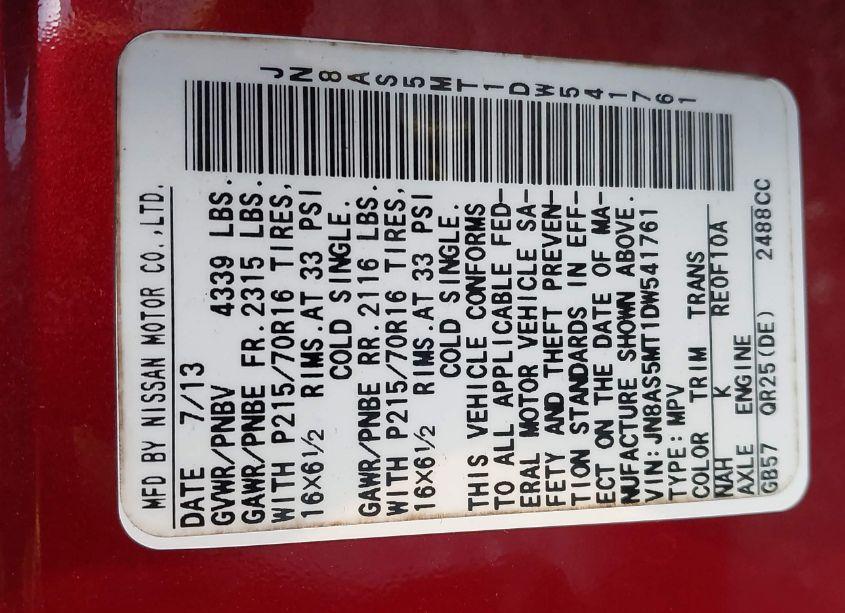 JN8AS5MT1DW541761
MFD BY NISSAN MOTOR CO.,LTD.
DATE 7/13
GVWR/PNBV 4339 LBS.
GAWR/PNBE FR.2315 LBS.
WITH P215/70R16 TIRES,
16X6½ RIMS.AT 33 PSI
COLD SINGLE.
GAWR/PNBE RR.2116 LBS.
WITH P215/70R16 TIRES,
16X6½ RIMS.AT 33 PSI
COLD SINGLE.
THIS VEHICLE CONFORMS
TO ALL APPLICABLE FED-
ERAL MOTOR VEHICLE SA-
FETY AND THEFT PREVEN-
TION STANDARDS IN EFF-
ECT ON THE DATE OF MA-
NUFACTURE SHOWN ABOVE.
VIN:JN8AS5MT1DW541761
TYPE:MPV
COLOR TRIM TRANS
NAH K RE0F10A
AXLE ENGINE
GB57 QR25(DE) 2488CC